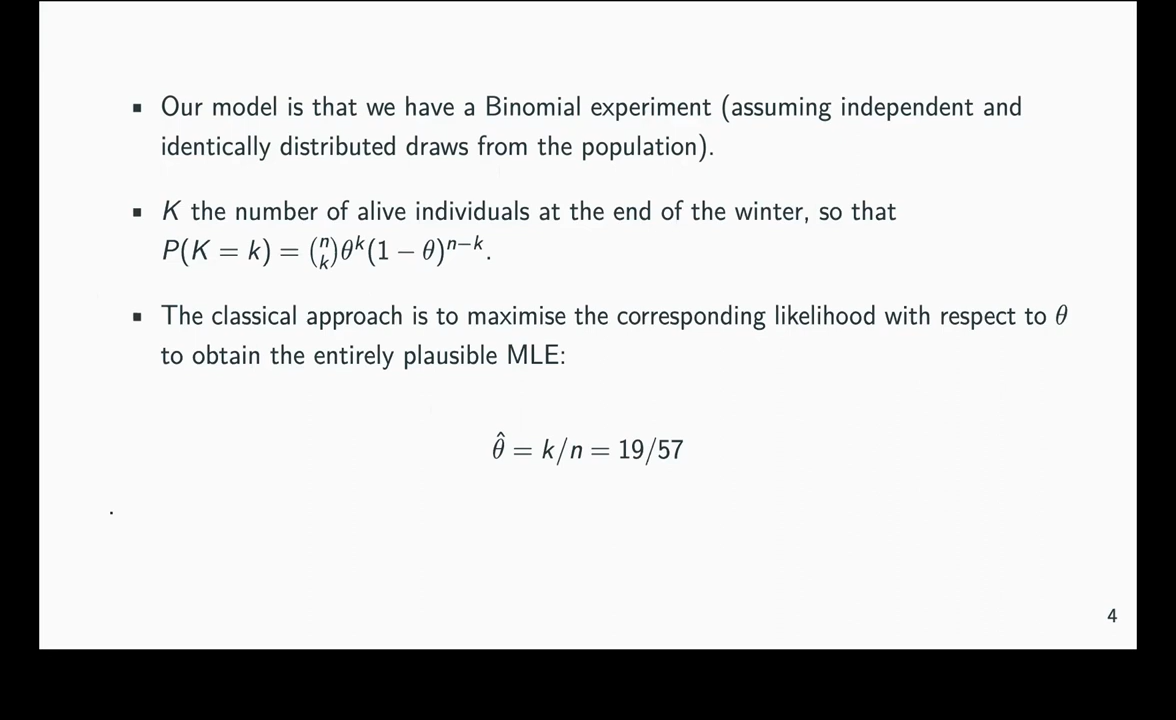 ▪ Our model is that we have a Binomial experiment (assuming independent and
identically distributed draws from the population).
▪ K the number of alive individuals at the end of the winter, so that
P(K = k) = (n k)θ^k(1 − θ)^{n−k}.
▪ The classical approach is to maximise the corresponding likelihood with respect to θ
to obtain the entirely plausible MLE:
θ̂ = k/n = 19/57
.
4